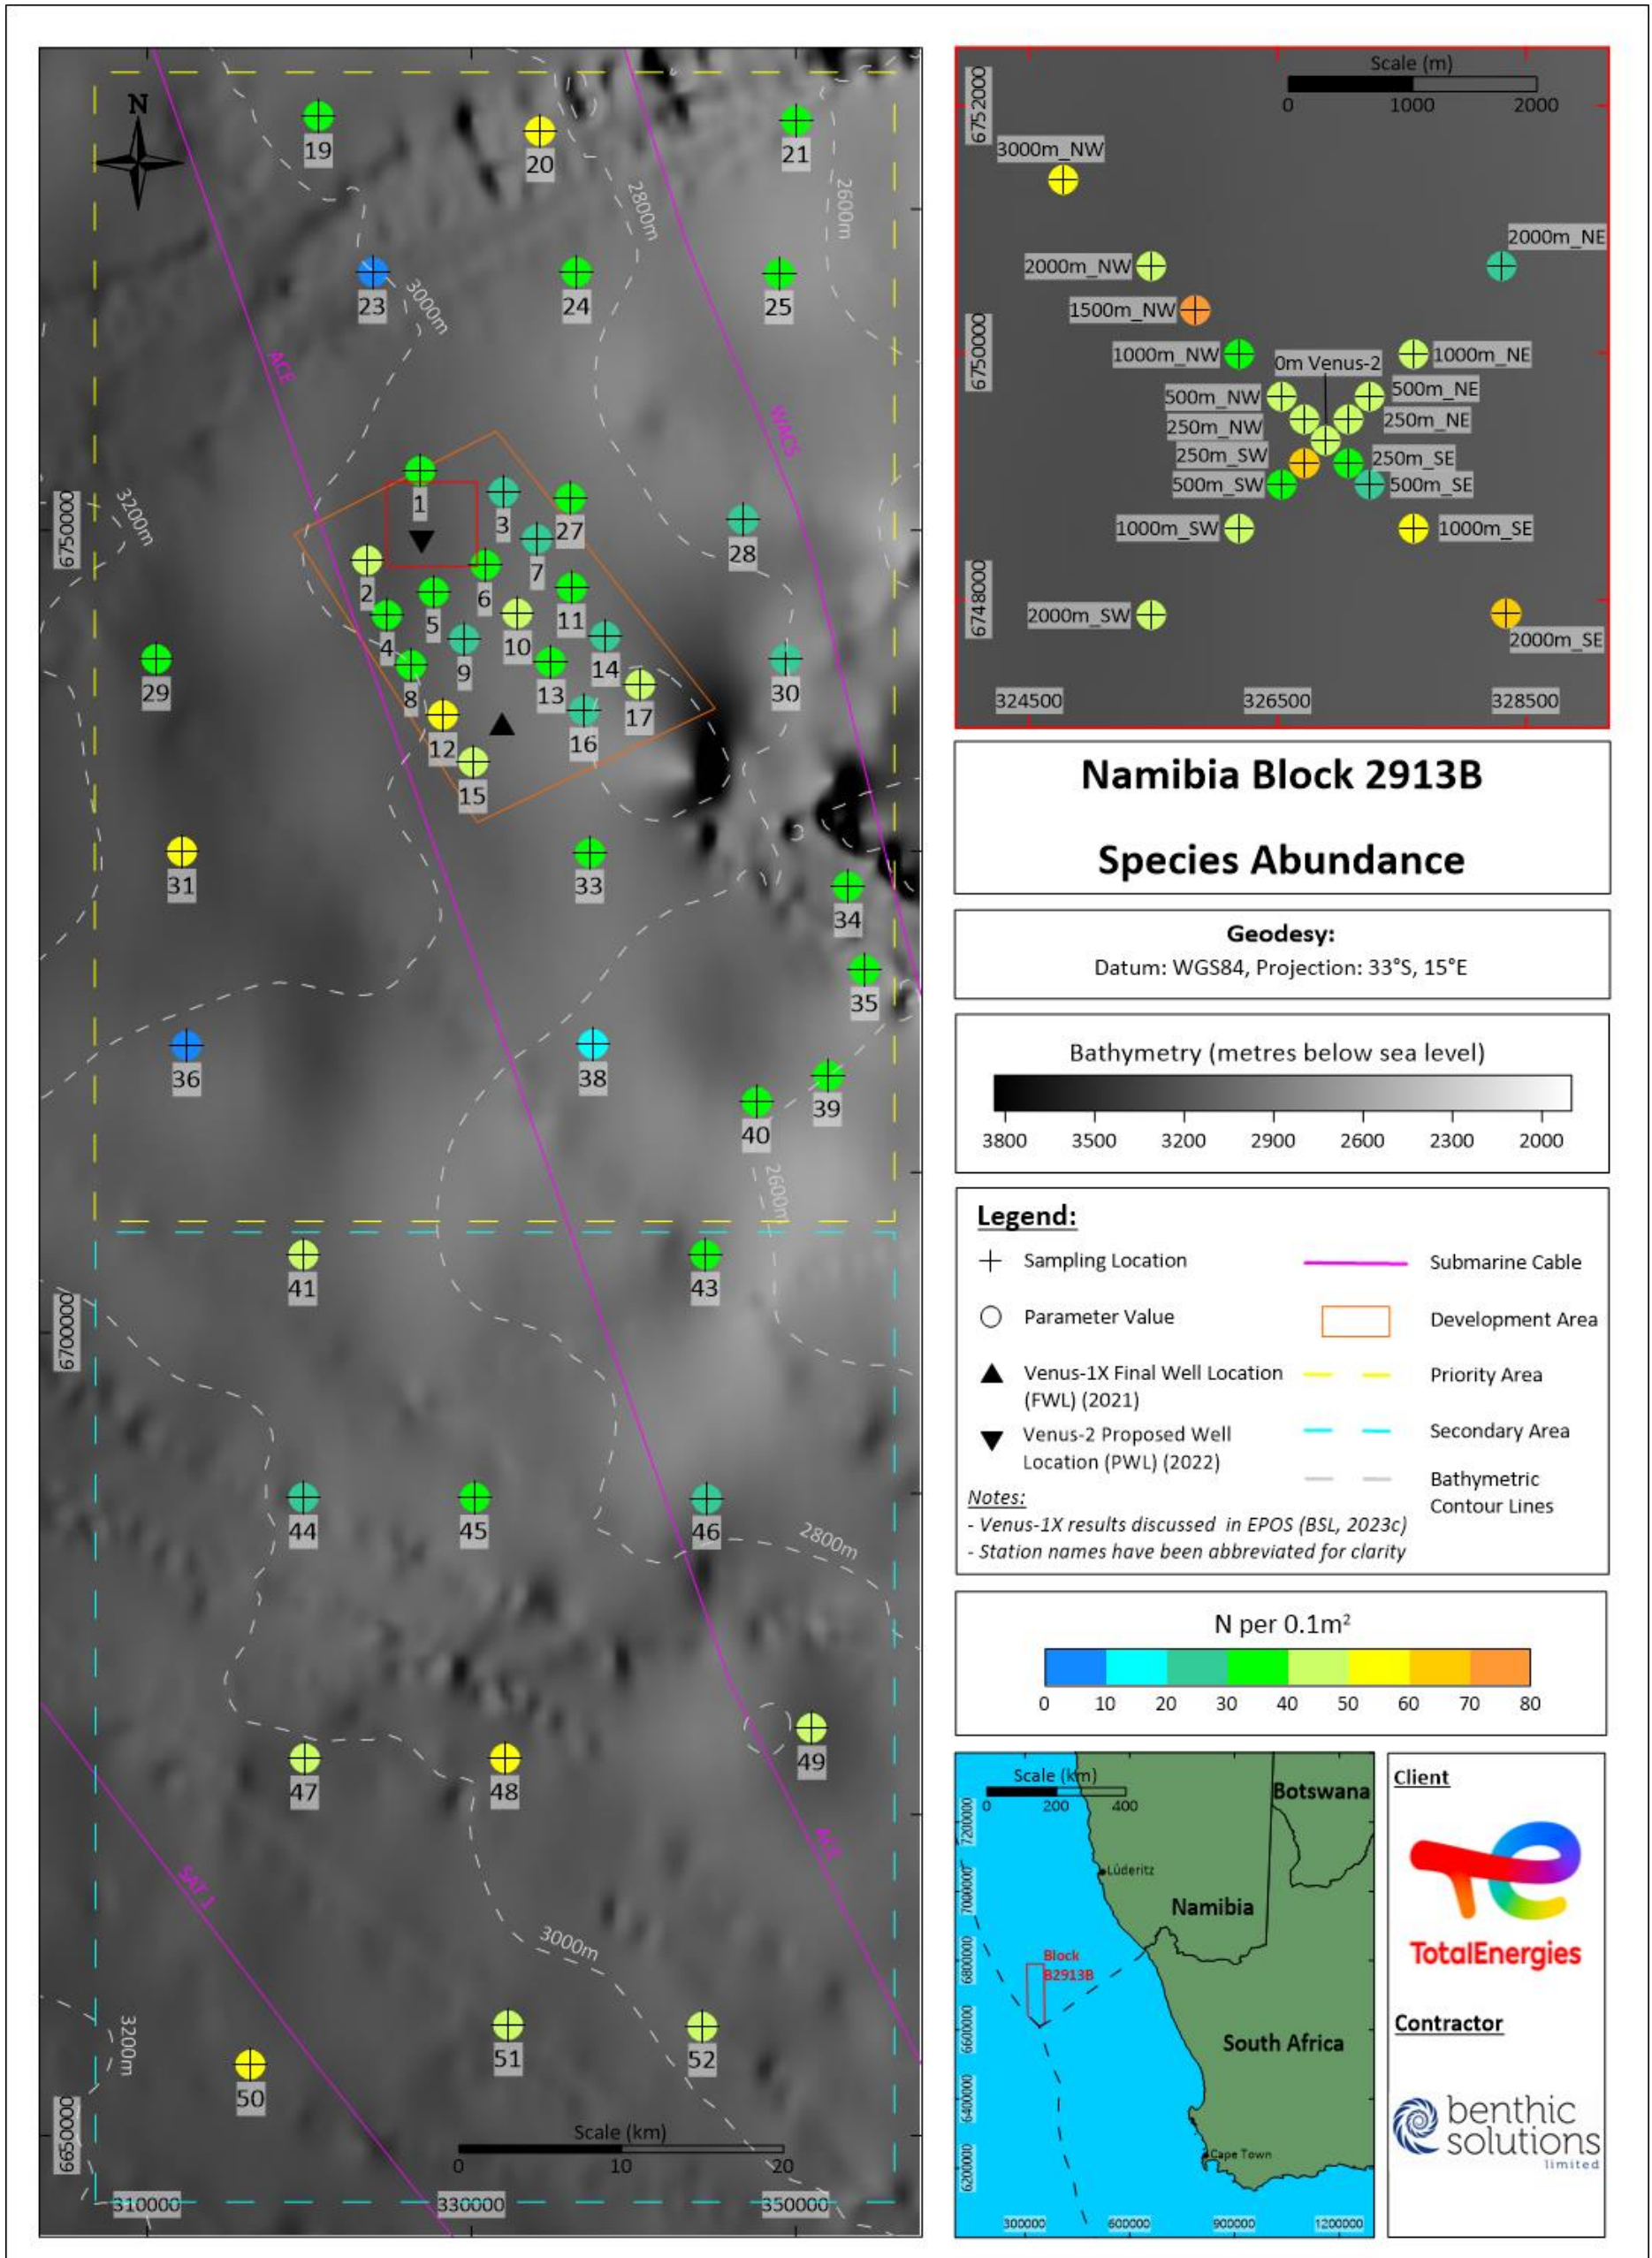 N
19
20
21
2800m
2600m
23
24
25
3000m
ACE
WACS
1
3
27
28
6750000
3200m
2
5
6
7
11
4
9
10
14
8
13
17
30
29
12
16
15
31
33
34
35
36
38
39
40
2600m
41
43
6700000
44
45
46
2800m
47
48
49
ACE
SAT 1
3000m
3200m
50
51
52
6650000
Scale (km)
0 10 20
310000 330000 350000
Scale (m)
0 1000 2000
6752000
3000m_NW
2000m_NE
2000m_NW
1500m_NW
6750000
1000m_NW
1000m_NE
0m Venus-2
500m_NW
500m_NE
250m_NW
250m_NE
250m_SW
250m_SE
500m_SW
500m_SE
1000m_SW
1000m_SE
6748000
2000m_SW
2000m_SE
324500 326500 328500
Namibia Block 2913B
Species Abundance
Geodesy:
Datum: WGS84, Projection: 33°S, 15°E
Bathymetry (metres below sea level)
3800 3500 3200 2900 2600 2300 2000
Legend:
Sampling Location
Parameter Value
Venus-1X Final Well Location
(FWL) (2021)
Venus-2 Proposed Well
Location (PWL) (2022)
Submarine Cable
Development Area
Priority Area
Secondary Area
Bathymetric
Contour Lines
Notes:
- Venus-1X results discussed in EPOS (BSL, 2023c)
- Station names have been abbreviated for clarity
N per 0.1m²
0 10 20 30 40 50 60 70 80
Scale (km)
0 200 400
Botswana
7200000
Lüderitz
7000000
Namibia
6800000
Block
B2913B
6600000
South Africa
6400000
Cape Town
6200000
300000 600000 900000 1200000
Client
TotalEnergies
Contractor
benthic
solutions
limited